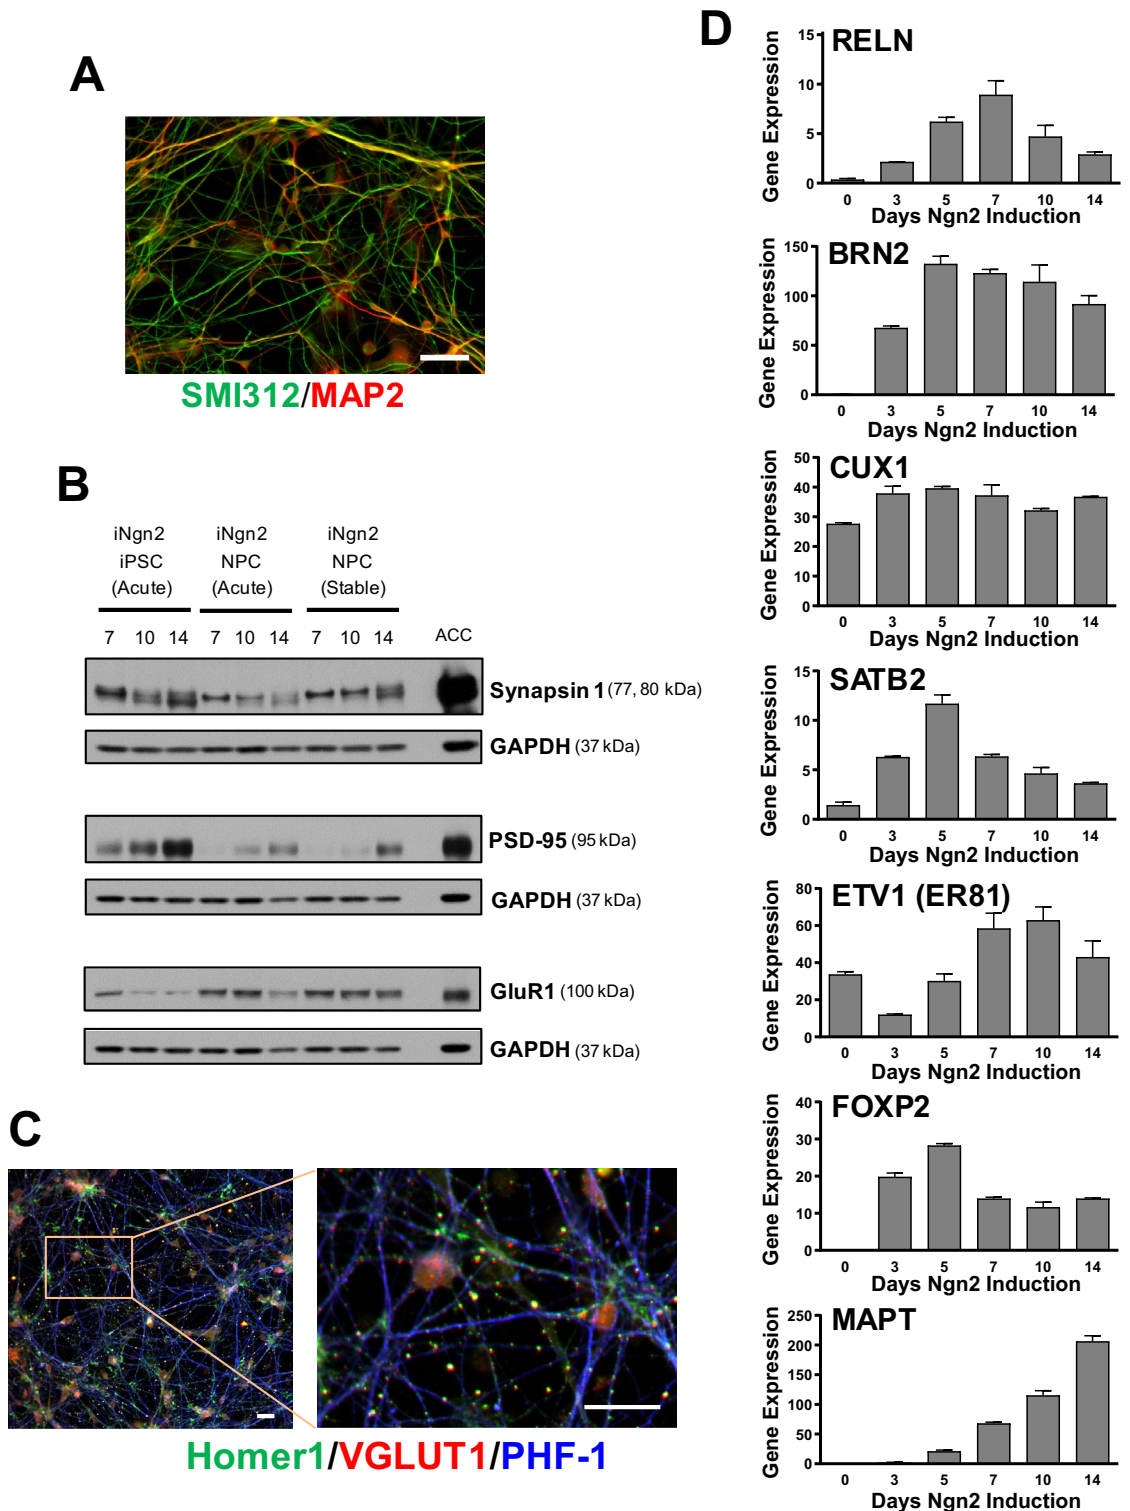 A
SMI312/MAP2
B
iNgn2 iNgn2 iNgn2
iPSC NPC NPC
(Acute) (Acute) (Stable)
7 10 14 7 10 14 7 10 14 ACC
Synapsin 1 (77, 80 kDa)
GAPDH (37 kDa)
PSD-95 (95 kDa)
GAPDH (37 kDa)
GluR1 (100 kDa)
GAPDH (37 kDa)
C
Homer1/VGLUT1/PHF-1
D
RELN
Gene Expression
15
10
5
0
0 3 5 7 10 14
Days Ngn2 Induction
BRN2
Gene Expression
150
100
50
0
0 3 5 7 10 14
Days Ngn2 Induction
CUX1
Gene Expression
50
40
30
20
10
0
0 3 5 7 10 14
Days Ngn2 Induction
SATB2
Gene Expression
15
10
5
0
0 3 5 7 10 14
Days Ngn2 Induction
ETV1 (ER81)
Gene Expression
80
60
40
20
0
0 3 5 7 10 14
Days Ngn2 Induction
FOXP2
Gene Expression
40
30
20
10
0
0 3 5 7 10 14
Days Ngn2 Induction
MAPT
Gene Expression
250
200
150
100
50
0
0 3 5 7 10 14
Days Ngn2 Induction